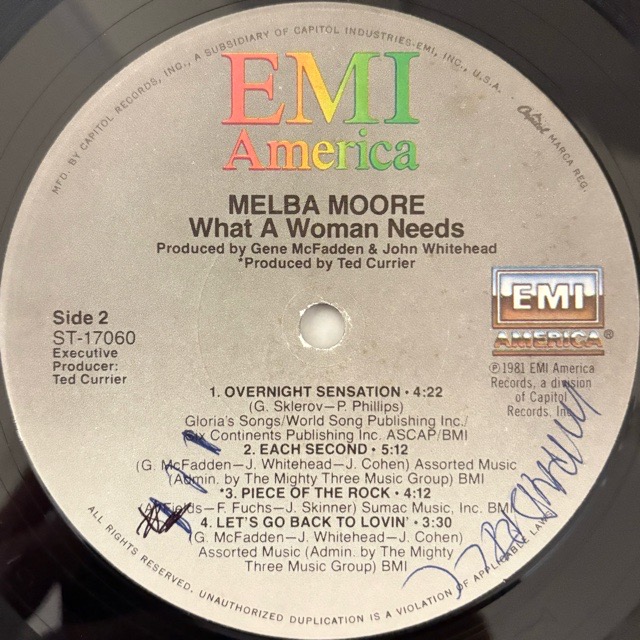 MFD. BY CAPITOL RECORDS, INC., A SUBSIDIARY OF CAPITOL INDUSTRIES-EMI, INC., U.S.A. Capitol MARCA REG.
EMI
America
MELBA MOORE
What A Woman Needs
Produced by Gene McFadden & John Whitehead
*Produced by Ted Currier
EMI
AMERICA®
Side 2
ST-17060
Executive
Producer:
Ted Currier
℗1981 EMI America
Records, a division
of Capitol
Records, Inc.
1. OVERNIGHT SENSATION • 4:22
(G. Sklerov—P. Phillips)
Gloria's Songs/World Song Publishing Inc./
Six Continents Publishing Inc. ASCAP/BMI
2. EACH SECOND • 5:12
(G. McFadden—J. Whitehead—J. Cohen) Assorted Music
(Admin. by The Mighty Three Music Group) BMI
*3. PIECE OF THE ROCK • 4:12
(A. Fields—F. Fuchs—J. Skinner) Sumac Music, Inc. BMI
4. LET'S GO BACK TO LOVIN' • 3:30
(G. McFadden—J. Whitehead—J. Cohen)
Assorted Music (Admin. by The Mighty
Three Music Group) BMI
ALL RIGHTS RESERVED. UNAUTHORIZED DUPLICATION IS A VIOLATION OF APPLICABLE LAWS